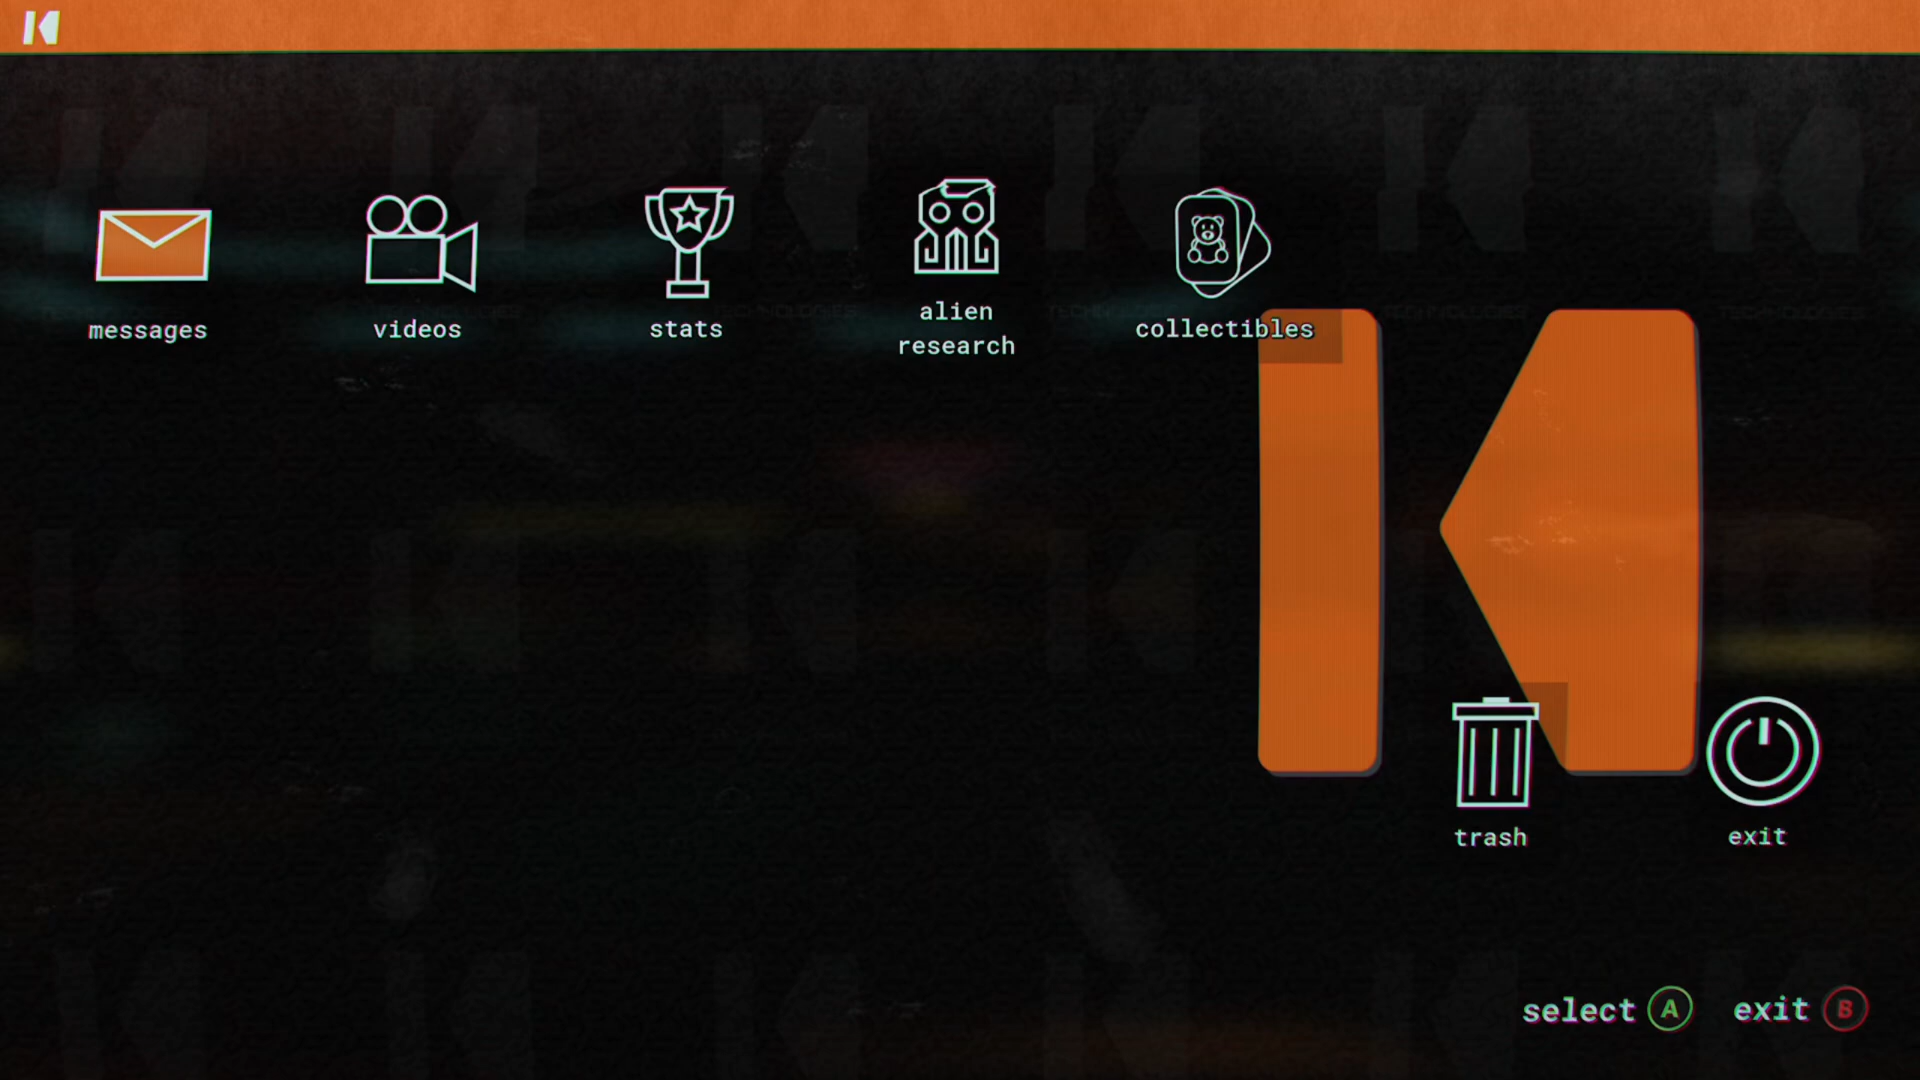 messages
videos
stats
alien
research
collectibles
trash
exit
select A exit B